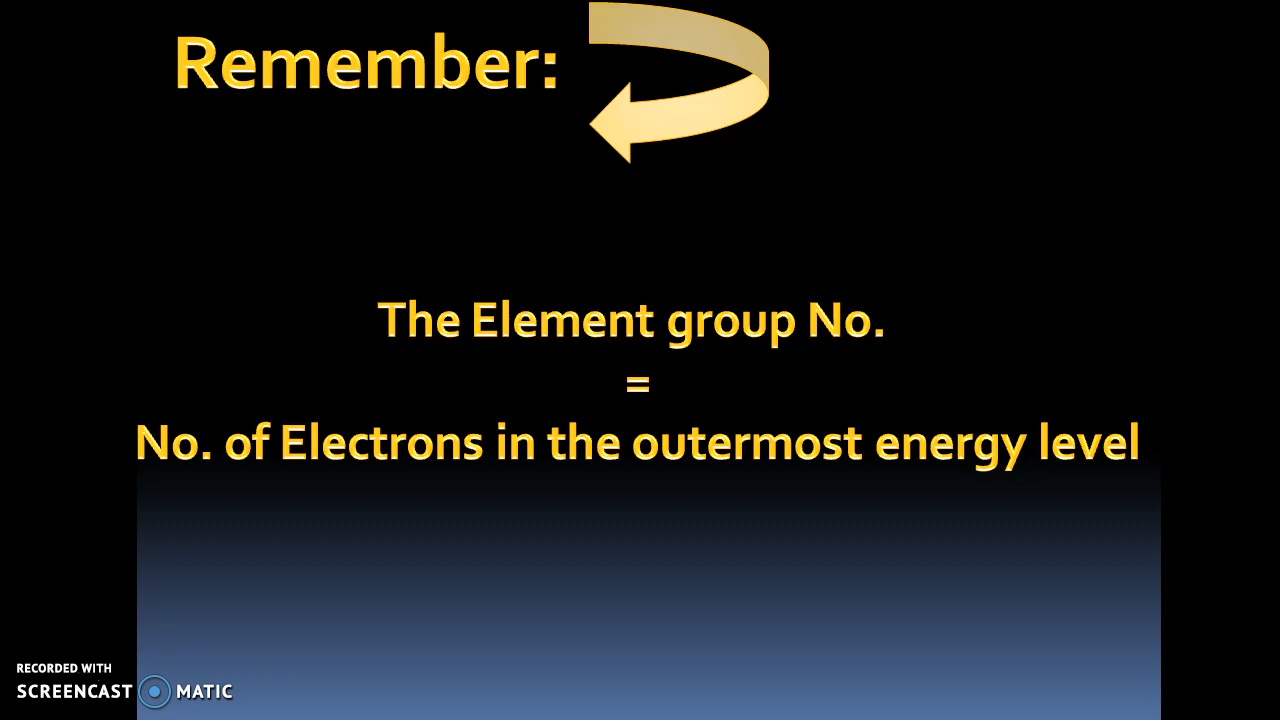 Remember:
The Element group No.
=
No. of Electrons in the outermost energy level
RECORDED WITH
SCREENCAST MATIC